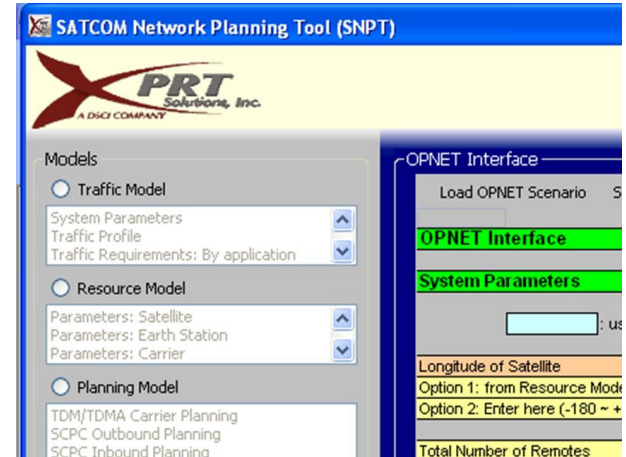 SATCOM Network Planning Tool (SNPT)
XPRT
Solutions, Inc.
A DSCI COMPANY
Models
Traffic Model
System Parameters
Traffic Profile
Traffic Requirements: By application
Resource Model
Parameters: Satellite
Parameters: Earth Station
Parameters: Carrier
Planning Model
TDM/TDMA Carrier Planning
SCPC Outbound Planning
SCPC Inbound Planning
OPNET Interface
Load OPNET Scenario
OPNET Interface
System Parameters
: us
Longitude of Satellite
Option 1: from Resource Mode
Option 2: Enter here (-180 ~ +
Total Number of Remotes